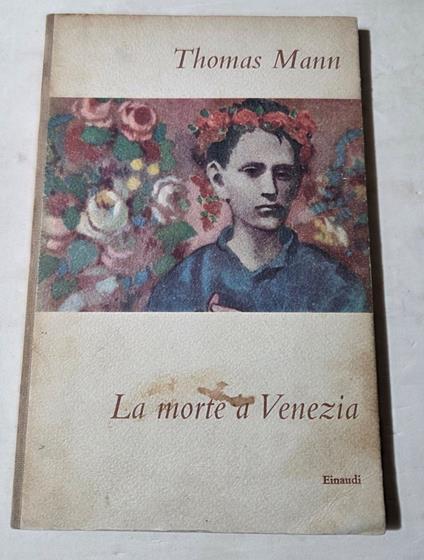 Thomas Mann
La morte a Venezia
Einaudi